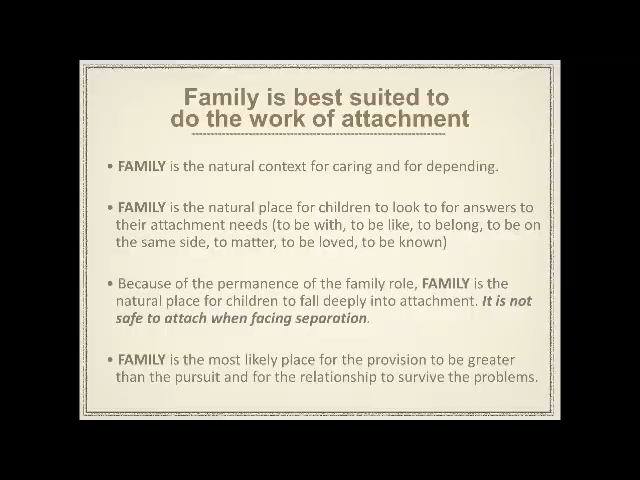 Family is best suited to
do the work of attachment
• FAMILY is the natural context for caring and for depending.
• FAMILY is the natural place for children to look to for answers to
their attachment needs (to be with, to be like, to belong, to be on
the same side, to matter, to be loved, to be known)
• Because of the permanence of the family role, FAMILY is the
natural place for children to fall deeply into attachment. It is not
safe to attach when facing separation.
• FAMILY is the most likely place for the provision to be greater
than the pursuit and for the relationship to survive the problems.